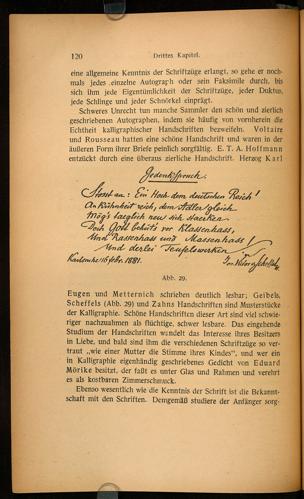 120
Drittes Kapitel.
eine allgemeine Kenntnis der Schriftzüge erlangt, so gehe er noch-
mals jedes einzelne Autograph oder sein Faksimile durch, bis
sich ihm jede Eigentümlichkeit der Schriftzüge, jeder Duktus,
jede Schlinge und jeder Schnörkel einprägt.
Schweres Unrecht tun manche Sammler den schön und zierlich
geschriebenen Autographen, indem sie häufig von vornherein die
Echtheit kalligraphischer Handschriften bezweifeln. Voltaire
und Rousseau hatten eine schöne Handschrift und waren in der
äußeren Form ihrer Briefe peinlich sorgfältig. E. T. A. Hoffmann
entzückt durch eine überaus zierliche Handschrift. Herzog Karl
Gedenkspruch.
Stosst an: Ein Hoch dem deutschen Reich!
An Kühnheit reich, dem Adler gleich
Mög's taeglich neu sich staerken
Doch Gott behüts vor Klassenhass,
Und Rassenhass und Massenhass!
Und derlei Teufelswerken
Karlsruhe 16 febr. 1881.
Abb. 29.
Eugen und Metternich schrieben deutlich lesbar; Geibels,
Scheffels (Abb. 29) und Zahns Handschriften sind Musterstücke
der Kalligraphie. Schöne Handschriften dieser Art sind viel schwie-
riger nachzuahmen als flüchtige, schwer lesbare. Das eingehende
Studium der Handschriften wandelt das Interesse ihres Besitzers
in Liebe, und bald sind ihm die verschiedenen Schriftzüge so ver-
traut „wie einer Mutter die Stimme ihres Kindes", und wer ein
in Kalligraphie eigenhändig geschriebenes Gedicht von Eduard
Mörike besitzt, der faßt es unter Glas und Rahmen und verehrt
es als kostbaren Zimmerschmuck.
Ebenso wesentlich wie die Kenntnis der Schrift ist die Bekannt-
schaft mit den Schriften. Demgemäß studiere der Anfänger sorg-